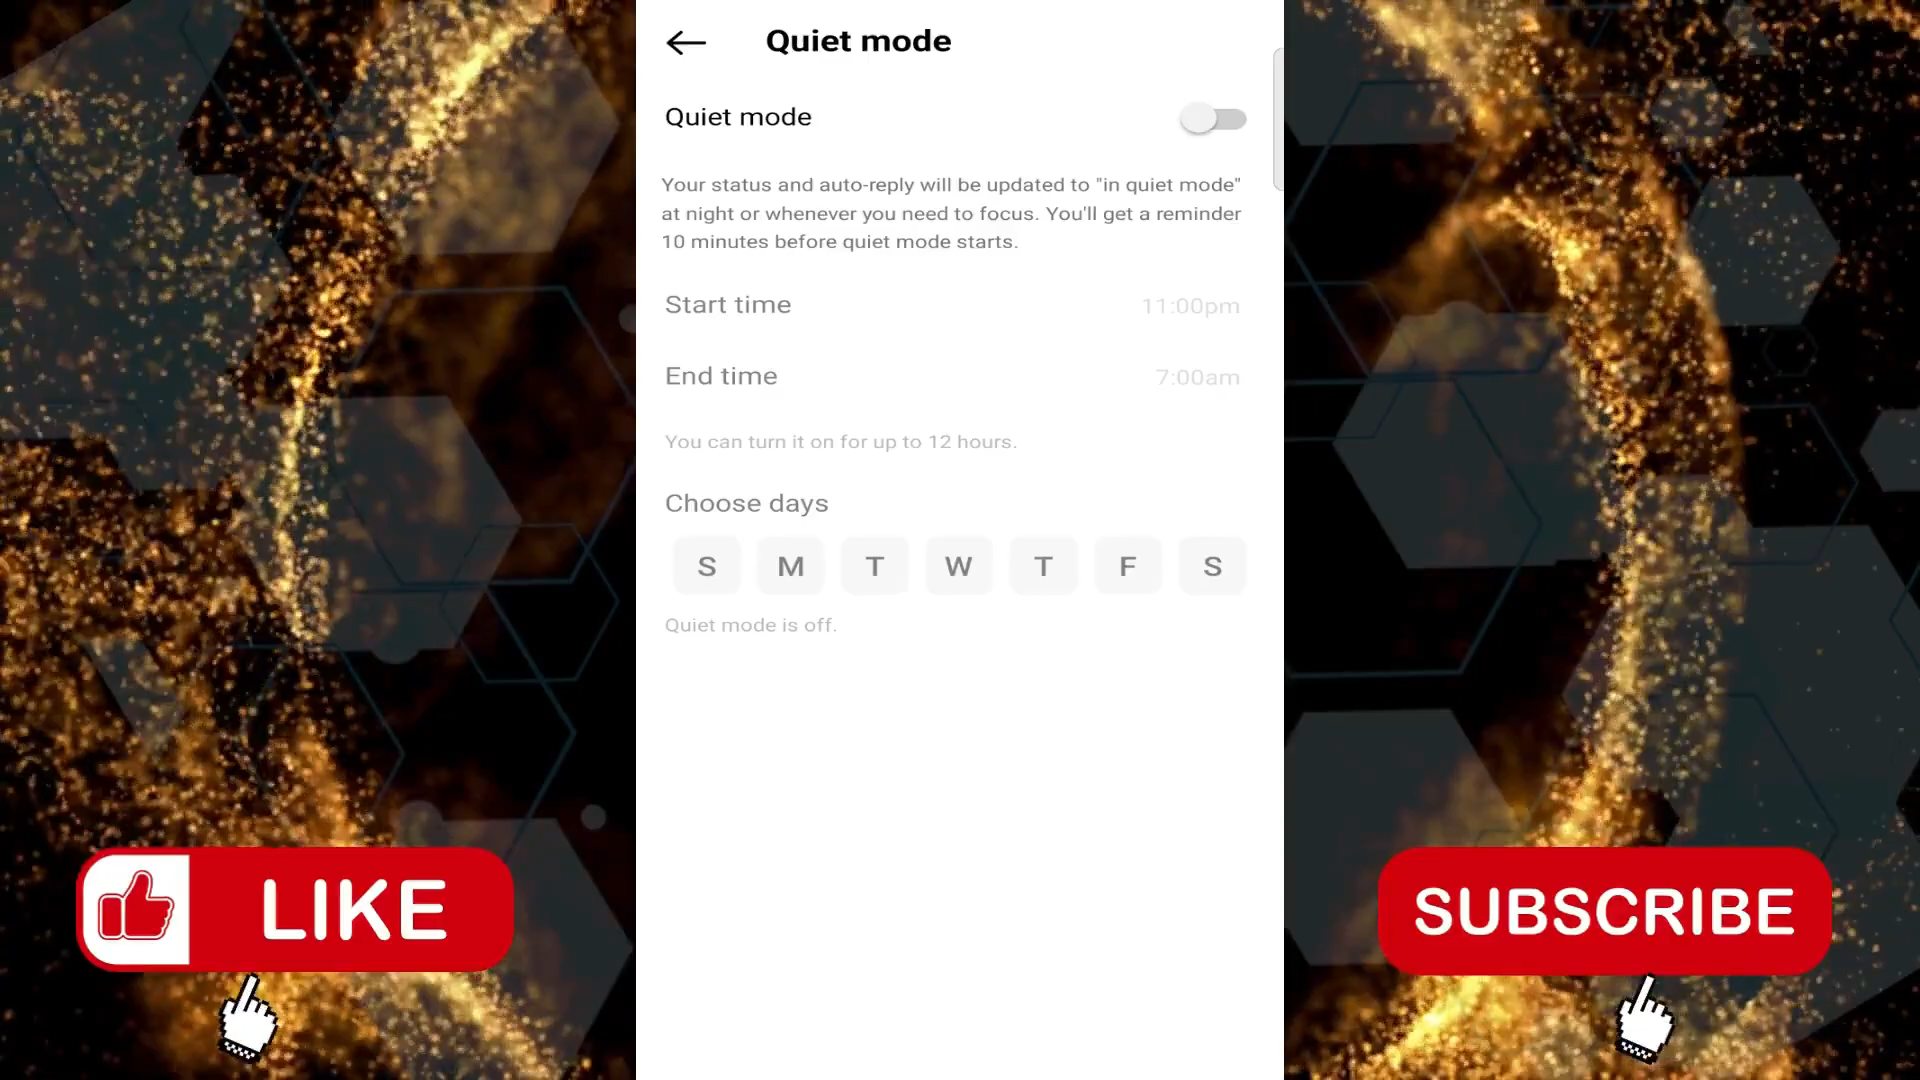 Quiet mode
Quiet mode
Your status and auto-reply will be updated to "in quiet mode"
at night or whenever you need to focus. You'll get a reminder
10 minutes before quiet mode starts.
Start time 11:00pm
End time 7:00am
You can turn it on for up to 12 hours.
Choose days
S M T W T F S
Quiet mode is off.
LIKE
SUBSCRIBE